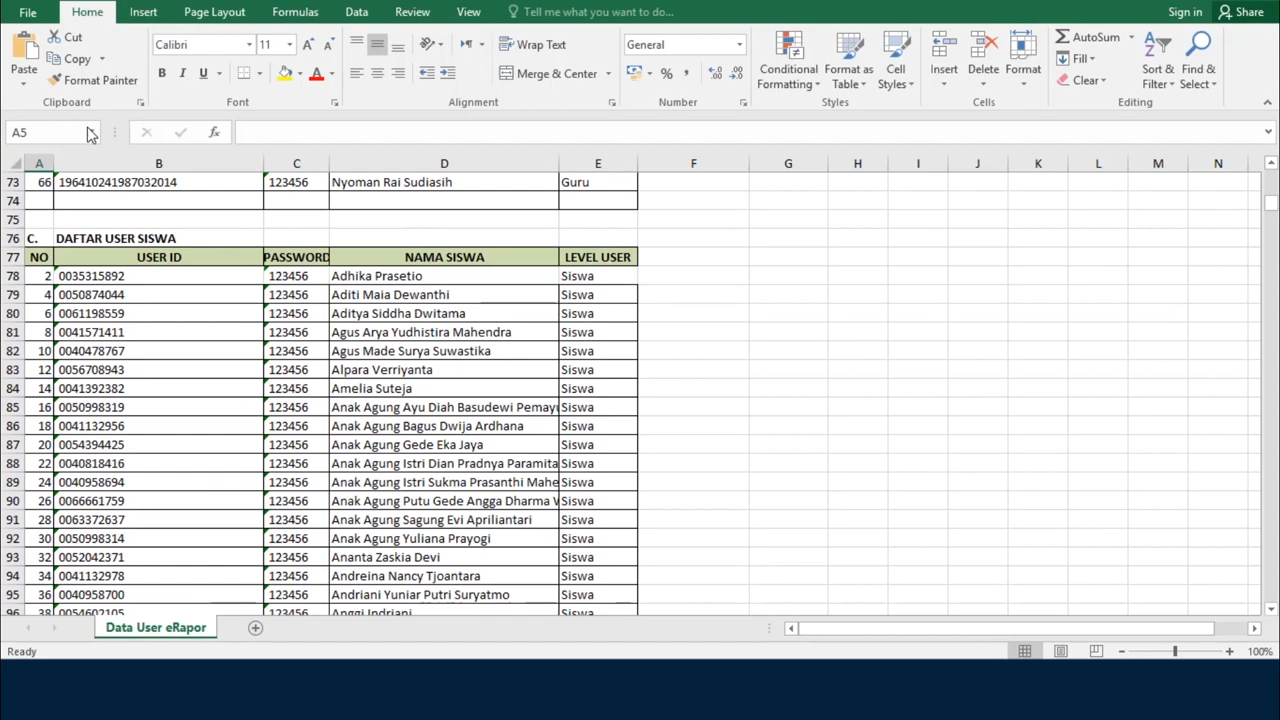 File Home Insert Page Layout Formulas Data Review View Tell me what you want to do... Sign in Share
Cut
Copy
Format Painter
Paste
Clipboard
Calibri 11
B I U
Font
Wrap Text
Merge & Center
Alignment
General
%
Number
Conditional Formatting
Format as Table
Cell Styles
Styles
Insert Delete Format
Cells
AutoSum
Fill
Clear
Sort & Filter
Find & Select
Editing
A5 fx
A B C D E F G H I J K L M N
73 66 196410241987032014 123456 Nyoman Rai Sudiasih Guru
74
75
76 C. DAFTAR USER SISWA
77 NO USER ID PASSWORD NAMA SISWA LEVEL USER
78 2 0035315892 123456 Adhika Prasetio Siswa
79 4 0050874044 123456 Aditi Maia Dewanthi Siswa
80 6 0061198559 123456 Aditya Siddha Dwitama Siswa
81 8 0041571411 123456 Agus Arya Yudhistira Mahendra Siswa
82 10 0040478767 123456 Agus Made Surya Suwastika Siswa
83 12 0056708943 123456 Alpara Verriyanta Siswa
84 14 0041392382 123456 Amelia Suteja Siswa
85 16 0050998319 123456 Anak Agung Ayu Diah Basudewi Pemayu Siswa
86 18 0041132956 123456 Anak Agung Bagus Dwija Ardhana Siswa
87 20 0054394425 123456 Anak Agung Gede Eka Jaya Siswa
88 22 0040818416 123456 Anak Agung Istri Dian Pradnya Paramita Siswa
89 24 0040958694 123456 Anak Agung Istri Sukma Prasanthi Mahe Siswa
90 26 0066661759 123456 Anak Agung Putu Gede Angga Dharma Siswa
91 28 0063372637 123456 Anak Agung Sagung Evi Apriliantari Siswa
92 30 0050998314 123456 Anak Agung Yuliana Prayogi Siswa
93 32 0052042371 123456 Ananta Zaskia Devi Siswa
94 34 0041132978 123456 Andreina Nancy Tjoantara Siswa
95 36 0040958700 123456 Andriani Yuniar Putri Suryatmo Siswa
96 38 0054602105 123456 Anggi Indriani Siswa
Data User eRapor
Ready 100%